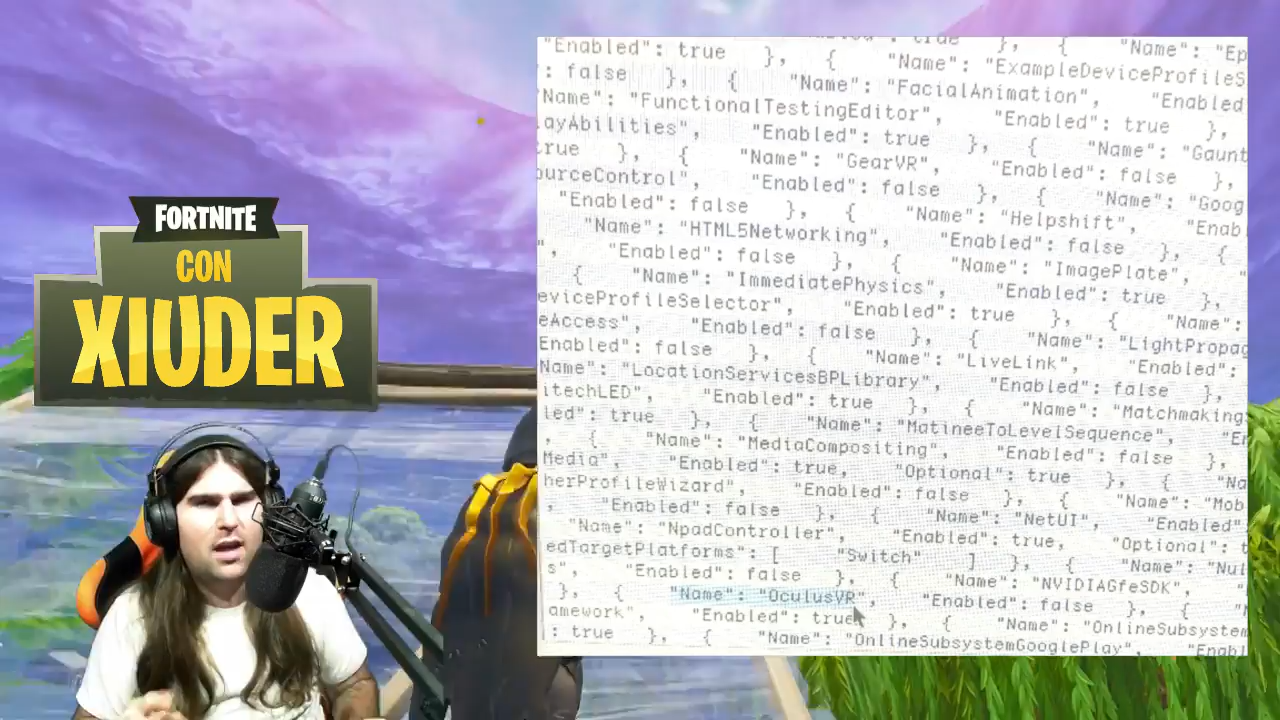 FORTNITE
CON
XIUDER
"Enabled": true }, { "Name": "Ep
"Name": "ExampleDeviceProfileS
: false }, { "Name": "FacialAnimation", "Enabled
Name": "FunctionalTestingEditor", "Enabled": true },
ayAbilities", "Enabled": true }, { "Name": "Gaunt
true }, { "Name": "GearVR", "Enabled": false },
ourceControl", "Enabled": false }, { "Name": "Goog
"Enabled": false }, { "Name": "Helpshift", "Enab
"Name": "HTML5Networking", "Enabled": false }, {
", "Enabled": false }, { "Name": "ImagePlate",
{ "Name": "ImmediatePhysics", "Enabled": true },
eviceProfileSelector", "Enabled": true }, { "Name":
eAccess", "Enabled": false }, { "Name": "LightPropag
Enabled": false }, { "Name": "LiveLink", "Enabled":
Name": "LocationServicesBPLibrary", "Enabled": false },
itechLED", "Enabled": true }, { "Name": "Matchmaking
led": true }, { "Name": "MatineeToLevelSequence", "En
, { "Name": "MediaCompositing", "Enabled": false },
Media", "Enabled": true, "Optional": true }, { "Na
herProfileWizard", "Enabled": false }, { "Name": "Mob
, "Enabled": false }, { "Name": "NetUI", "Enabled"
"Name": "NpadController", "Enabled": true, "Optional": t
edTargetPlatforms": [ "Switch" ] }, { "Name": "Nul
s", "Enabled": false }, { "Name": "NVIDIAGfeSDK",
}, { "Name": "OculusVR", "Enabled": false }, {
amework", "Enabled": true }, { "Name": "OnlineSubsystem
: true }, { "Name": "OnlineSubsystemGooglePlay", "Enabl